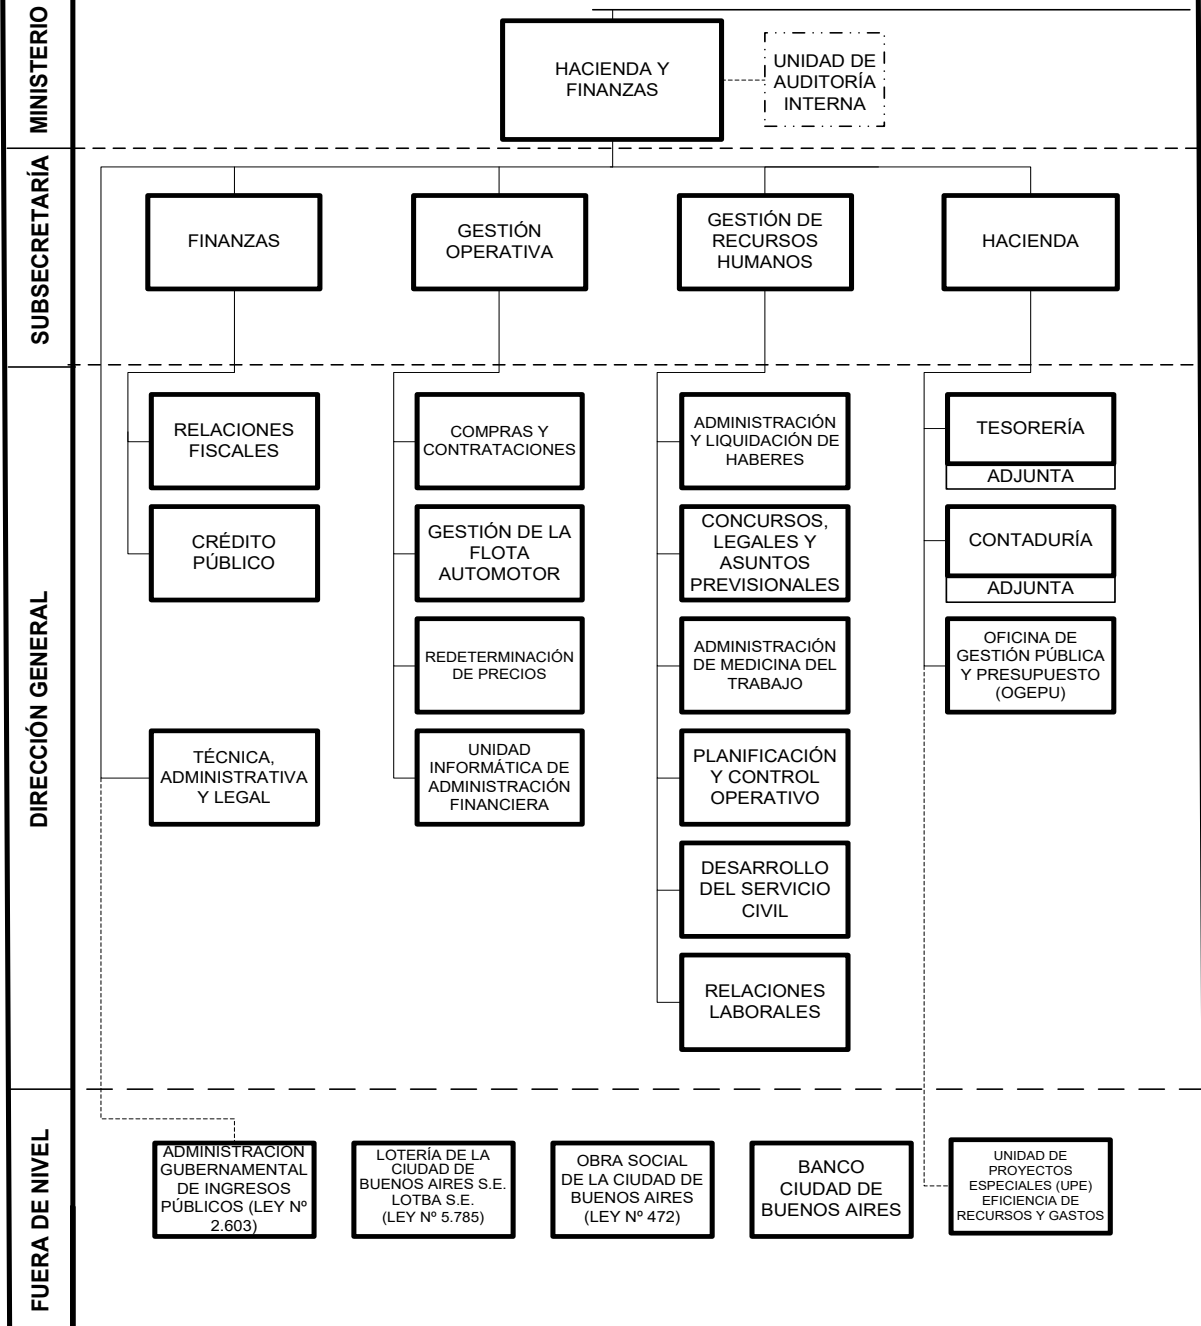 MINISTERIO
HACIENDA Y
FINANZAS
UNIDAD DE
AUDITORÍA
INTERNA
SUBSECRETARÍA
FINANZAS
GESTIÓN
OPERATIVA
GESTIÓN DE
RECURSOS
HUMANOS
HACIENDA
DIRECCIÓN GENERAL
RELACIONES
FISCALES
CRÉDITO
PÚBLICO
TÉCNICA,
ADMINISTRATIVA
Y LEGAL
COMPRAS Y
CONTRATACIONES
GESTIÓN DE LA
FLOTA
AUTOMOTOR
REDETERMINACIÓN
DE PRECIOS
UNIDAD
INFORMÁTICA DE
ADMINISTRACIÓN
FINANCIERA
ADMINISTRACIÓN
Y LIQUIDACIÓN DE
HABERES
CONCURSOS,
LEGALES Y
ASUNTOS
PREVISIONALES
ADMINISTRACIÓN
DE MEDICINA DEL
TRABAJO
PLANIFICACIÓN
Y CONTROL
OPERATIVO
DESARROLLO
DEL SERVICIO
CIVIL
RELACIONES
LABORALES
TESORERÍA
ADJUNTA
CONTADURÍA
ADJUNTA
OFICINA DE
GESTIÓN PÚBLICA
Y PRESUPUESTO
(OGEPU)
FUERA DE NIVEL
ADMINISTRACION
GUBERNAMENTAL
DE INGRESOS
PÚBLICOS (LEY Nº
2.603)
LOTERÍA DE LA
CIUDAD DE
BUENOS AIRES S.E.
LOTBA S.E.
(LEY Nº 5.785)
OBRA SOCIAL
DE LA CIUDAD DE
BUENOS AIRES
(LEY Nº 472)
BANCO
CIUDAD DE
BUENOS AIRES
UNIDAD DE
PROYECTOS
ESPECIALES (UPE)
EFICIENCIA DE
RECURSOS Y GASTOS